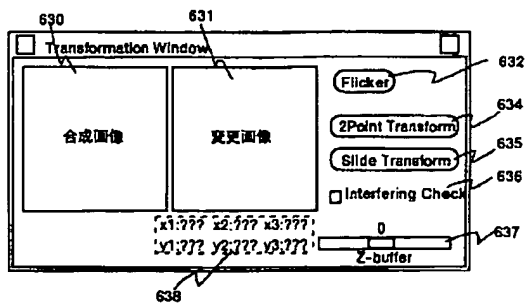 630
631
Transformation Window
632
Flicker
634
2Point Transform
合成画像
変更画像
635
Slide Transform
636
Interfering Check
x1:??? x2:??? x3:???
0
637
y1:??? y2:??? y3:???
Z-buffer
638